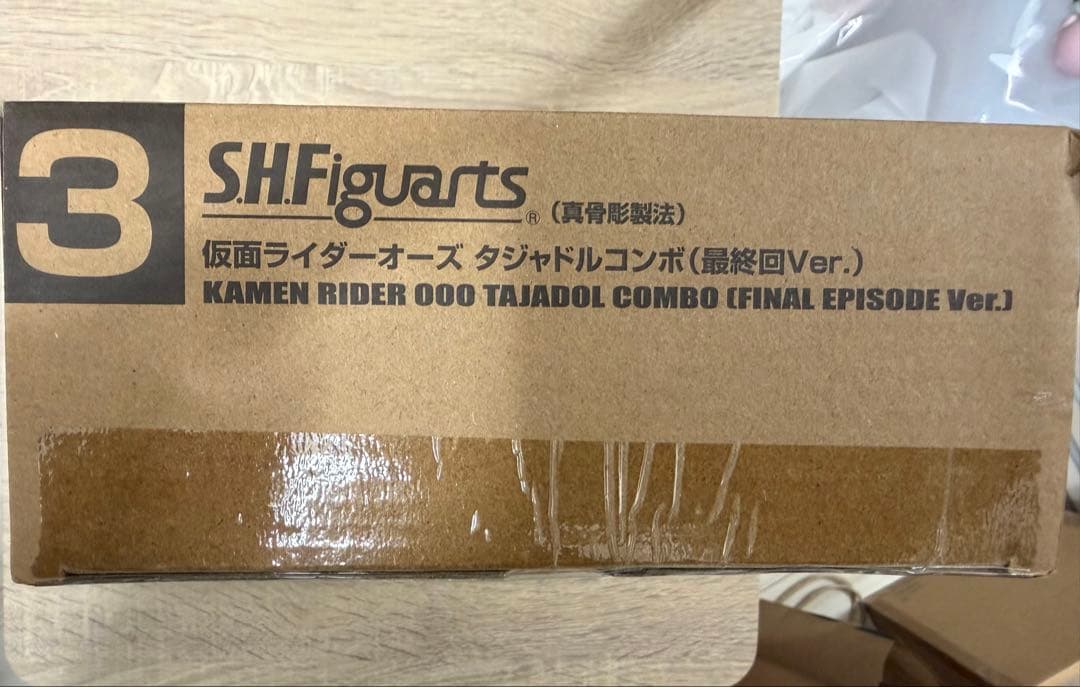 3
S.H.Figuarts® (真骨彫製法)
仮面ライダーオーズ タジャドルコンボ(最終回Ver.)
KAMEN RIDER OOO TAJADOL COMBO (FINAL EPISODE Ver.)